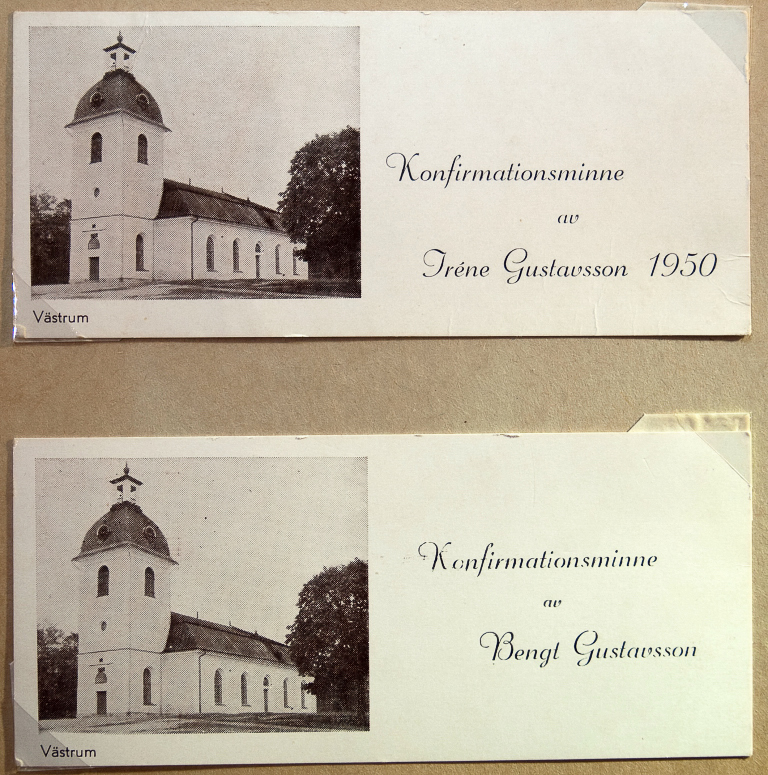 Konfirmationsminne
av
Iréne Gustavsson 1950
Västrum
Konfirmationsminne
av
Bengt Gustavsson
Västrum